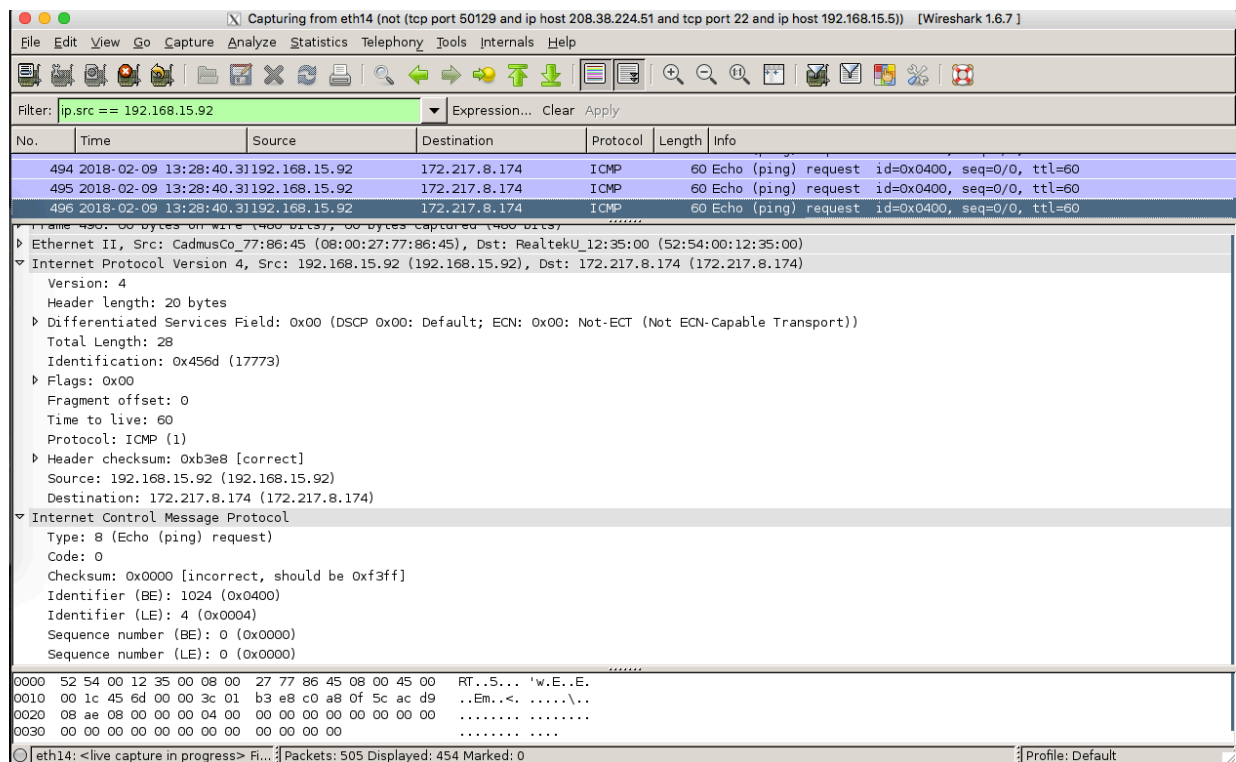 Capturing from eth14 (not (tcp port 50129 and ip host 208.38.224.51 and tcp port 22 and ip host 192.168.15.5)) [Wireshark 1.6.7 ]
File Edit View Go Capture Analyze Statistics Telephony Tools Internals Help
Filter: ip.src == 192.168.15.92 Expression... Clear Apply
No. Time Source Destination Protocol Length Info
494 2018-02-09 13:28:40.31 192.168.15.92 172.217.8.174 ICMP 60 Echo (ping) request id=0x0400, seq=0/0, ttl=60
495 2018-02-09 13:28:40.31 192.168.15.92 172.217.8.174 ICMP 60 Echo (ping) request id=0x0400, seq=0/0, ttl=60
496 2018-02-09 13:28:40.31 192.168.15.92 172.217.8.174 ICMP 60 Echo (ping) request id=0x0400, seq=0/0, ttl=60
Frame 496: 60 bytes on wire (480 bits), 60 bytes captured (480 bits)
Ethernet II, Src: CadmusCo_77:86:45 (08:00:27:77:86:45), Dst: RealtekU_12:35:00 (52:54:00:12:35:00)
Internet Protocol Version 4, Src: 192.168.15.92 (192.168.15.92), Dst: 172.217.8.174 (172.217.8.174)
Version: 4
Header length: 20 bytes
Differentiated Services Field: 0x00 (DSCP 0x00: Default; ECN: 0x00: Not-ECT (Not ECN-Capable Transport))
Total Length: 28
Identification: 0x456d (17773)
Flags: 0x00
Fragment offset: 0
Time to live: 60
Protocol: ICMP (1)
Header checksum: 0xb3e8 [correct]
Source: 192.168.15.92 (192.168.15.92)
Destination: 172.217.8.174 (172.217.8.174)
Internet Control Message Protocol
Type: 8 (Echo (ping) request)
Code: 0
Checksum: 0x0000 [incorrect, should be 0xf3ff]
Identifier (BE): 1024 (0x0400)
Identifier (LE): 4 (0x0004)
Sequence number (BE): 0 (0x0000)
Sequence number (LE): 0 (0x0000)
0000 52 54 00 12 35 00 08 00 27 77 86 45 08 00 45 00 RT..5... 'w.E..E.
0010 00 1c 45 6d 00 00 3c 01 b3 e8 c0 a8 0f 5c ac d9 ..Em..<. .....\..
0020 08 ae 08 00 00 00 04 00 00 00 00 00 00 00 00 00 ........ ........
0030 00 00 00 00 00 00 00 00 00 00 00 00 ........ ....
eth14: <live capture in progress> Fi... Packets: 505 Displayed: 454 Marked: 0 Profile: Default